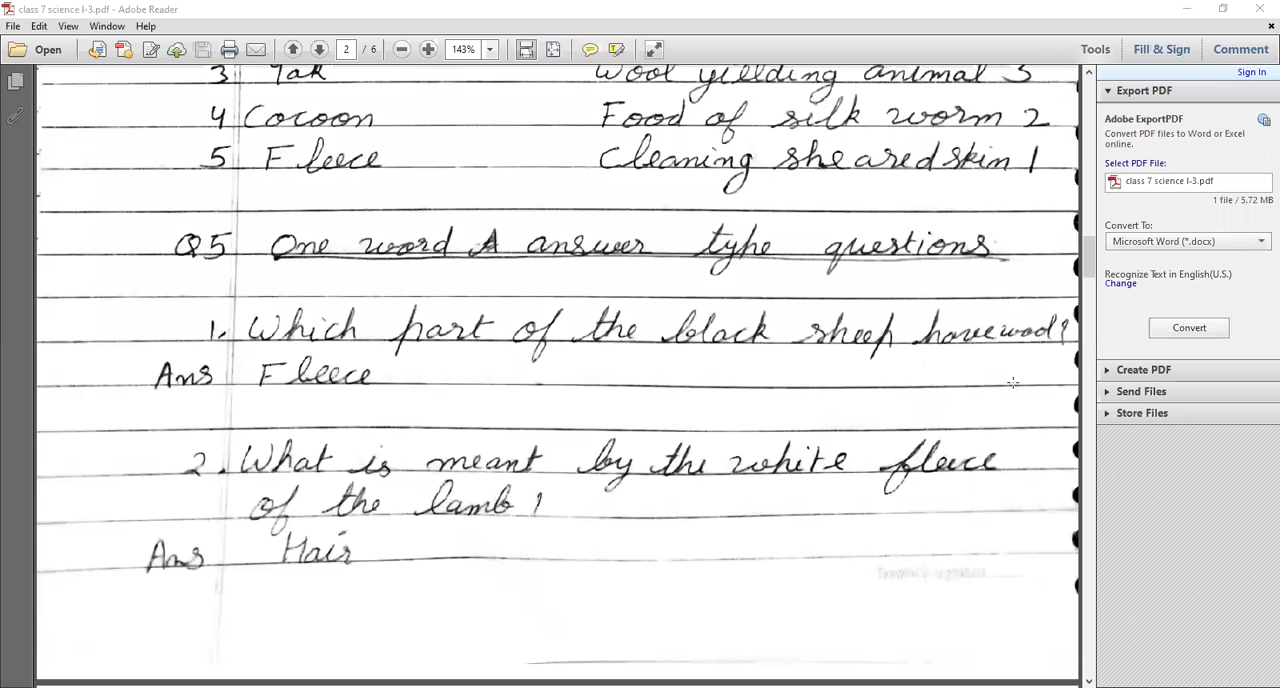 class 7 science I-3.pdf - Adobe Reader
File Edit View Window Help
Open 2 / 6 143% Tools Fill & Sign Comment
Sign In
Export PDF
Adobe ExportPDF
Convert PDF files to Word or Excel online.
Select PDF File:
class 7 science I-3.pdf
1 file / 5.72 MB
Convert To:
Microsoft Word (*.docx)
Recognize Text in English(U.S.)
Change
Convert
Create PDF
Send Files
Store Files
3 Yak Wool yielding animal 3
4 Cocoon Food of silk worm 2
5 Fleece Cleaning sheared skin 1
Q5 One word A answer type questions
1. Which part of the black sheep have wool?
Ans Fleece
2. What is meant by the white fleece
of the lamb?
Ans Hair